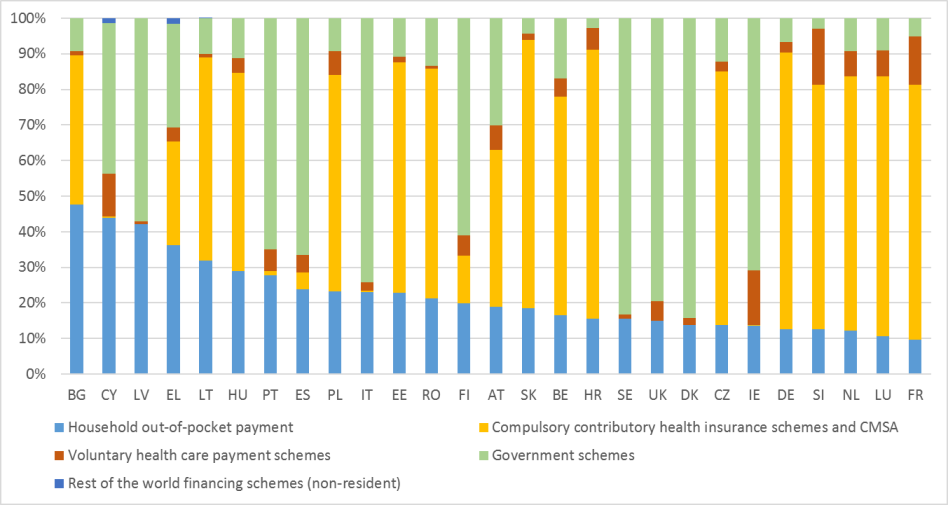 100%
90%
80%
70%
60%
50%
40%
30%
20%
10%
0%
BG CY LV EL LT HU PT ES PL IT EE RO FI AT SK BE HR SE UK DK CZ IE DE SI NL LU FR
Household out-of-pocket payment Compulsory contributory health insurance schemes and CMSA
Voluntary health care payment schemes Government schemes
Rest of the world financing schemes (non-resident)